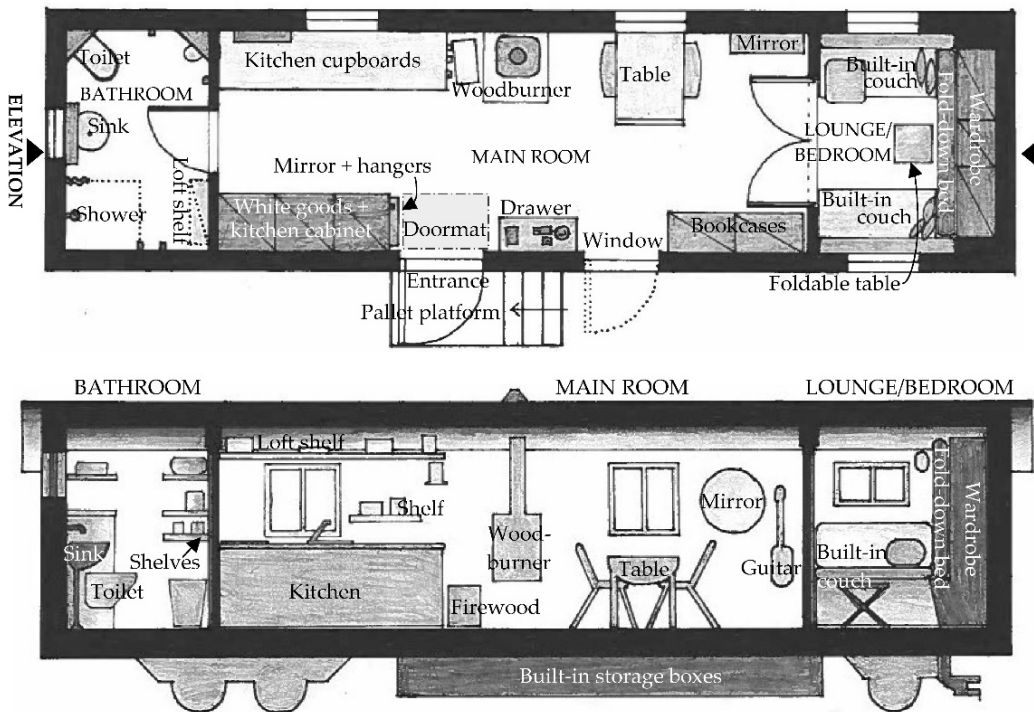 Toilet
BATHROOM
Sink
Shower
Loft shelf
ELEVATION
Kitchen cupboards
Woodburner
Table
Mirror
MAIN ROOM
Mirror + hangers
White goods +
kitchen cabinet
Doormat
Drawer
Window
Bookcases
Entrance
Pallet platform
Built-in
couch
LOUNGE/
BEDROOM
Built-in
couch
Fold-down bed
Wardrobe
Foldable table
BATHROOM
MAIN ROOM
LOUNGE/BEDROOM
Loft shelf
Shelf
Sink
Shelves
Toilet
Kitchen
Wood-
burner
Firewood
Table
Mirror
Guitar
Built-in
couch
Fold-down bed
Wardrobe
Built-in storage boxes